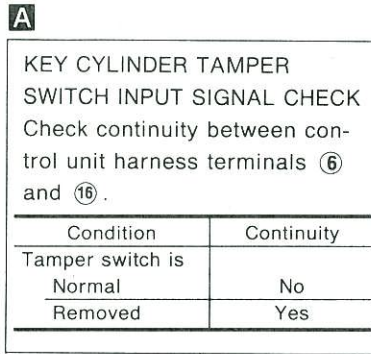 A
KEY CYLINDER TAMPER
SWITCH INPUT SIGNAL CHECK
Check continuity between con-
trol unit harness terminals ⑥
and ⑯.
Condition Continuity
Tamper switch is
Normal No
Removed Yes